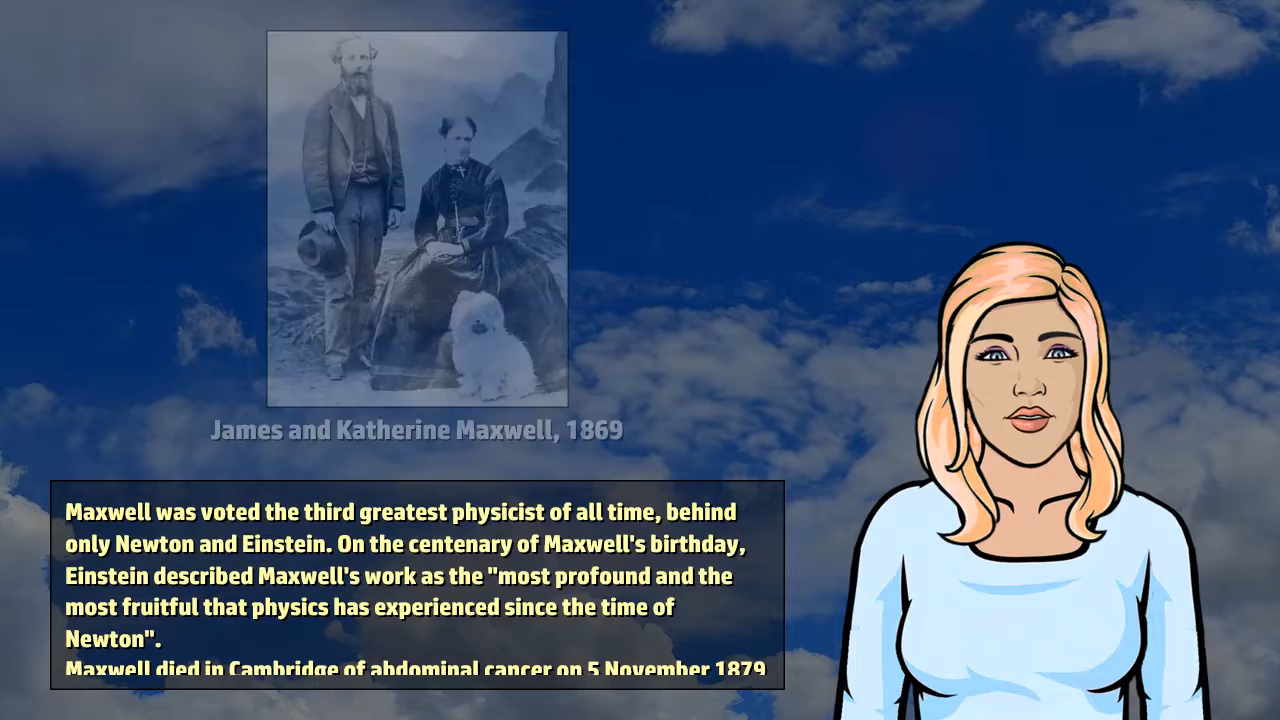 James and Katherine Maxwell, 1869
Maxwell was voted the third greatest physicist of all time, behind
only Newton and Einstein. On the centenary of Maxwell's birthday,
Einstein described Maxwell's work as the "most profound and the
most fruitful that physics has experienced since the time of
Newton".
Maxwell died in Cambridge of abdominal cancer on 5 November 1879